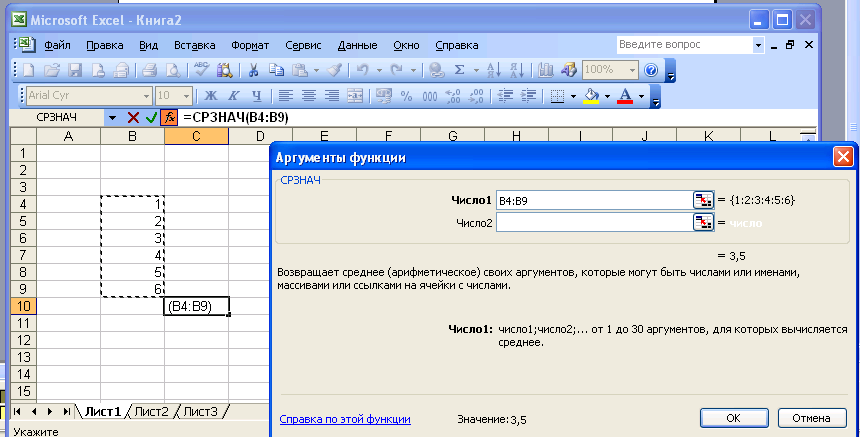 Microsoft Excel - Книга2
Файл Правка Вид Вставка Формат Сервис Данные Окно Справка Введите вопрос
100%
Arial Cyr 10 Ж К Ч % 000
СРЗНАЧ =СРЗНАЧ(B4:B9)
A B C D E F G H I J K L
1
2
3
4 1
5 2
6 3
7 4
8 5
9 6
10 (B4:B9)
11
12
13
14
15
Лист1 Лист2 Лист3
Укажите
Аргументы функции
СРЗНАЧ
Число1 B4:B9 = {1:2:3:4:5:6}
Число2 = число
= 3,5
Возвращает среднее (арифметическое) своих аргументов, которые могут быть числами или именами,
массивами или ссылками на ячейки с числами.
Число1: число1;число2;... от 1 до 30 аргументов, для которых вычисляется
среднее.
Справка по этой функции Значение:3,5 ОК Отмена